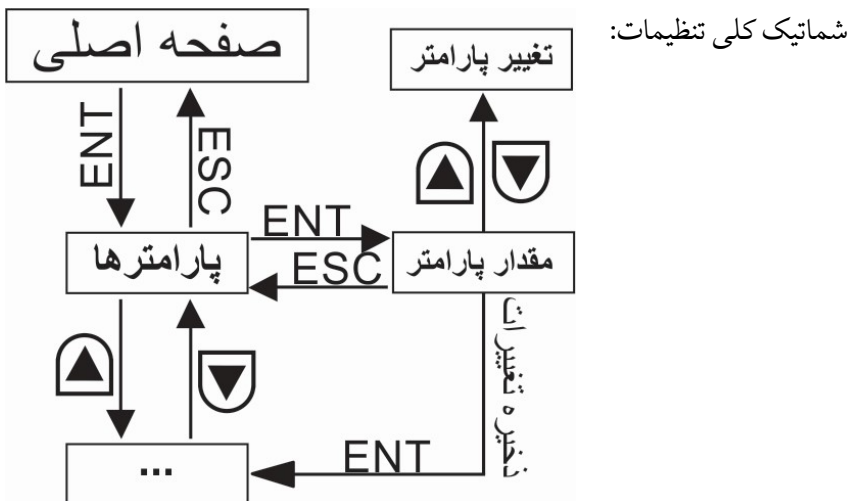 شماتیک کلی تنظیمات:
صفحه اصلی
تغییر پارامتر
ENT
ESC
ENT
پارامترها
مقدار پارامتر
ESC
ذخیره تغییرات
...
ENT